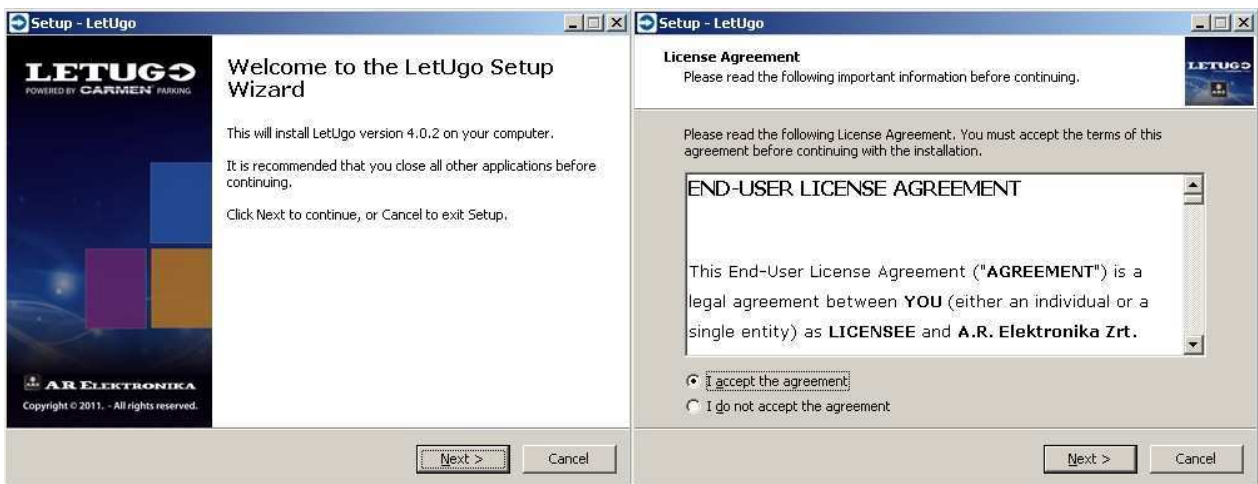 Setup - LetUgo
LETUGO
POWERED BY CARMEN PARKING
Welcome to the LetUgo Setup
Wizard
This will install LetUgo version 4.0.2 on your computer.
It is recommended that you close all other applications before
continuing.
Click Next to continue, or Cancel to exit Setup.
A R ELEKTRONIKA
Copyright © 2011. - All rights reserved.
Next >
Cancel
Setup - LetUgo
License Agreement
Please read the following important information before continuing.
LETUGO
Please read the following License Agreement. You must accept the terms of this
agreement before continuing with the installation.
END-USER LICENSE AGREEMENT
This End-User License Agreement ("AGREEMENT") is a
legal agreement between YOU (either an individual or a
single entity) as LICENSEE and A.R. Elektronika Zrt.
I accept the agreement
I do not accept the agreement
Next >
Cancel